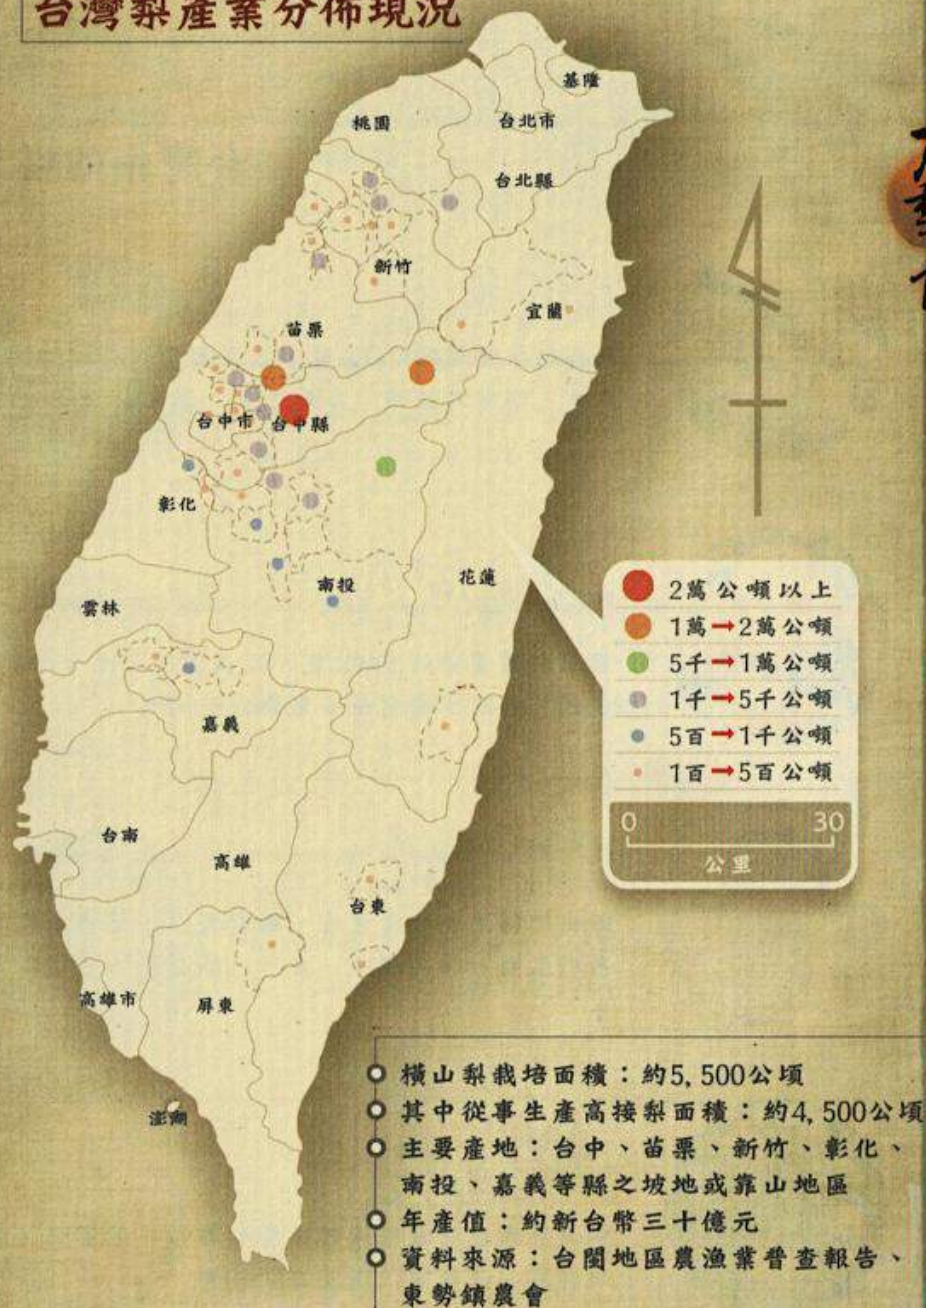 台灣梨產業分佈現況
基隆
桃園
台北市
台北縣
新竹
宜蘭
苗栗
台中市
台中縣
彰化
南投
花蓮
雲林
嘉義
台南
高雄
台東
高雄市
屏東
澎湖
2萬公噸以上
1萬→2萬公噸
5千→1萬公噸
1千→5千公噸
5百→1千公噸
1百→5百公噸
0 30
公里
橫山梨栽培面積：約5,500公頃
其中從事生產高接梨面積：約4,500公頃
主要產地：台中、苗栗、新竹、彰化、
南投、嘉義等縣之坡地或靠山地區
年產值：約新台幣三十億元
資料來源：台閩地區農漁業普查報告、
東勢鎮農會